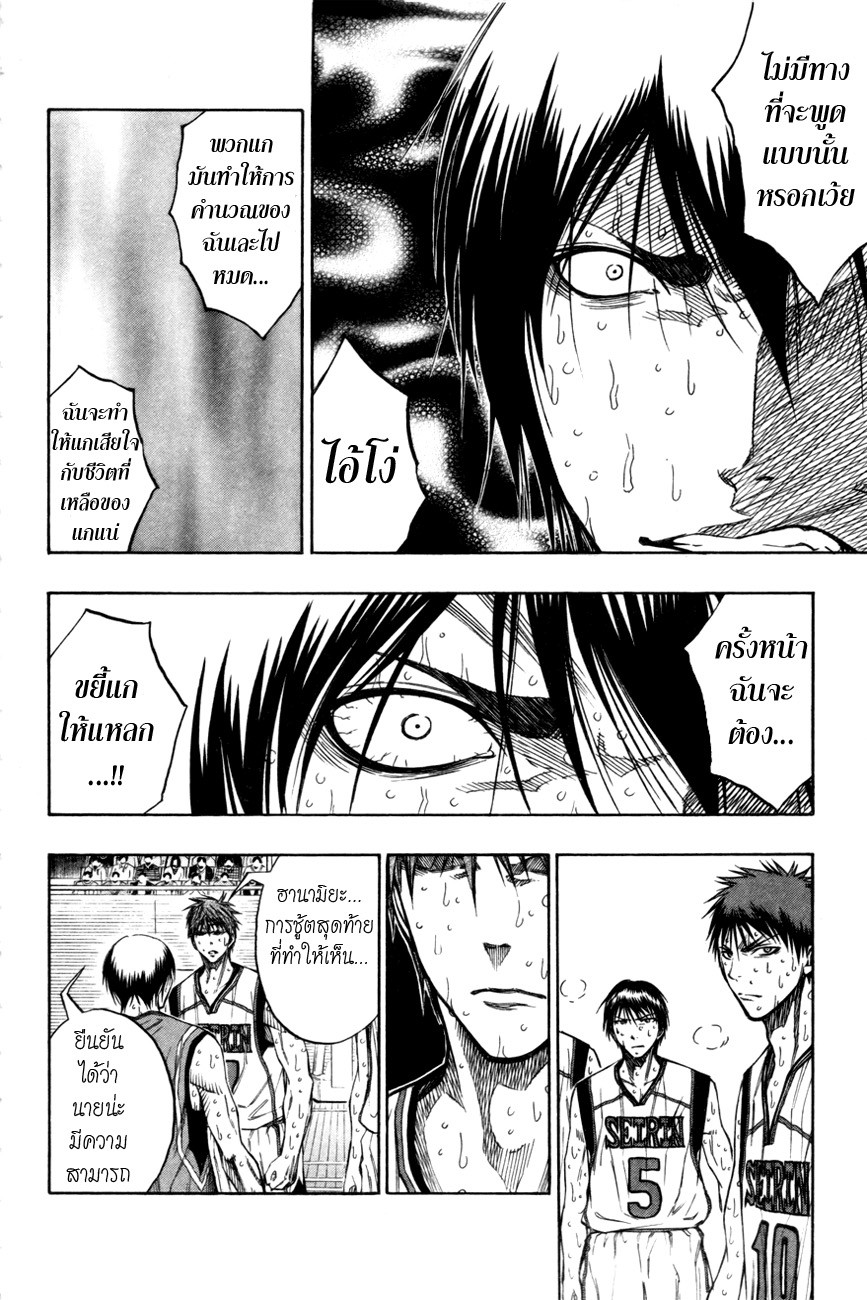 ไม่มีทาง
ที่จะพูด
แบบนั้น
หรอกเว้ย
ไอ้โง่
พวกแก
มันทำให้การ
คำนวณของ
ฉันเละไป
หมด...
ฉันจะทำ
ให้แกเสียใจ
กับชีวิตที่
เหลือของ
แกแน่
ครั้งหน้า
ฉันจะ
ต้อง...
ขยี้แก
ให้แหลก
...!!
SEIRIN
5
SEIRIN
10
ฮานามิยะ...
การชู้ตสุดท้าย
ที่ทำให้เห็น...
ยืนยัน
ได้ว่า
นายน่ะ
มีความ
สามารถ
SEIRIN
7